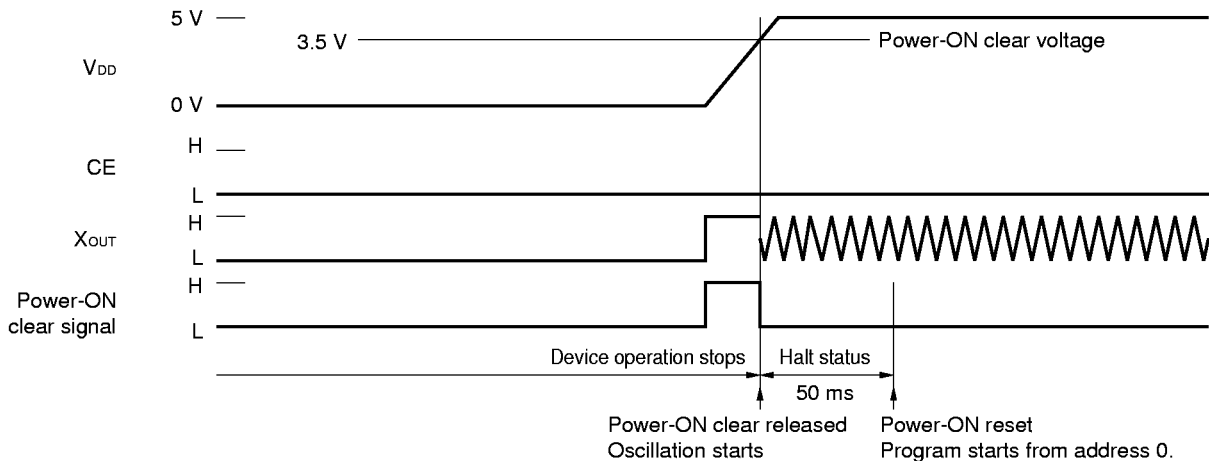 5 V
3.5 V
Power-ON clear voltage
VDD
0 V
H
CE
L
H
XOUT
L
H
Power-ON
clear signal
L
Device operation stops
Halt status
50 ms
Power-ON clear released
Oscillation starts
Power-ON reset
Program starts from address 0.